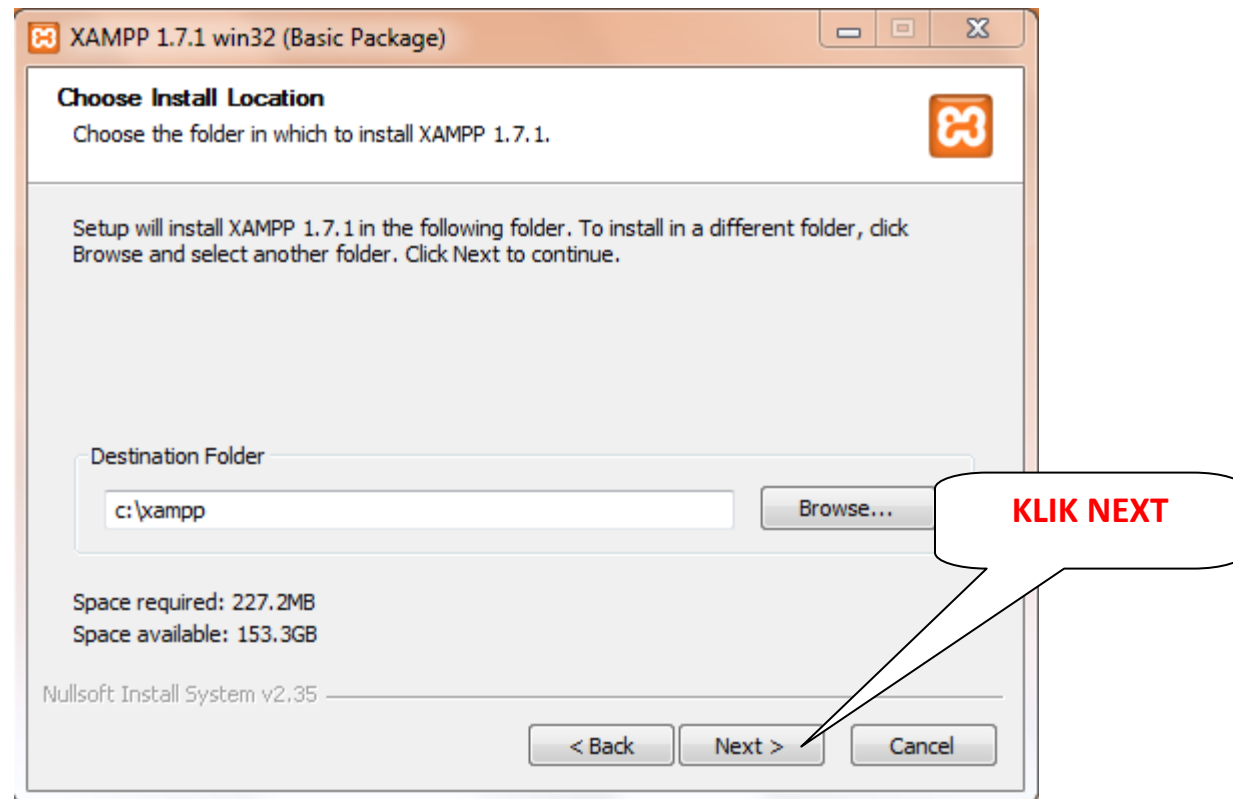 XAMPP 1.7.1 win32 (Basic Package)
Choose Install Location
Choose the folder in which to install XAMPP 1.7.1.
Setup will install XAMPP 1.7.1 in the following folder. To install in a different folder, click
Browse and select another folder. Click Next to continue.
Destination Folder
c:\xampp
Browse...
KLIK NEXT
Space required: 227.2MB
Space available: 153.3GB
Nullsoft Install System v2.35
< Back
Next >
Cancel